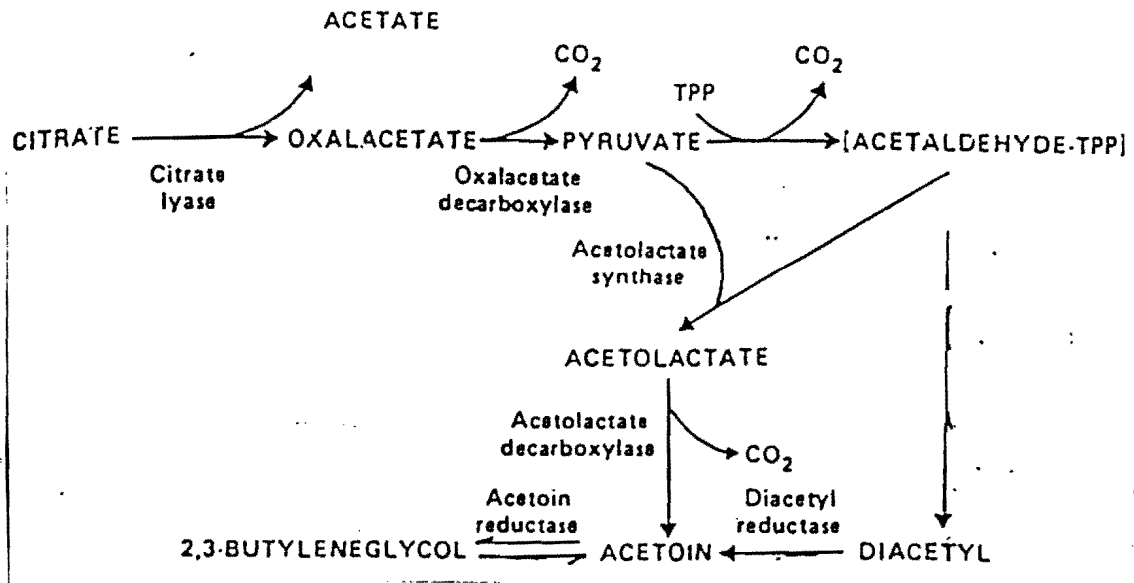 ACETATE
CO2 CO2
TPP
CITRATE OXALACETATE PYRUVATE [ACETALDEHYDE-TPP]
Citrate Oxalacetate
lyase decarboxylase
Acetolactate
synthase
ACETOLACTATE
Acetolactate
decarboxylase
CO2
Acetoin Diacetyl
reductase reductase
2,3-BUTYLENEGLYCOL ACETOIN DIACETYL